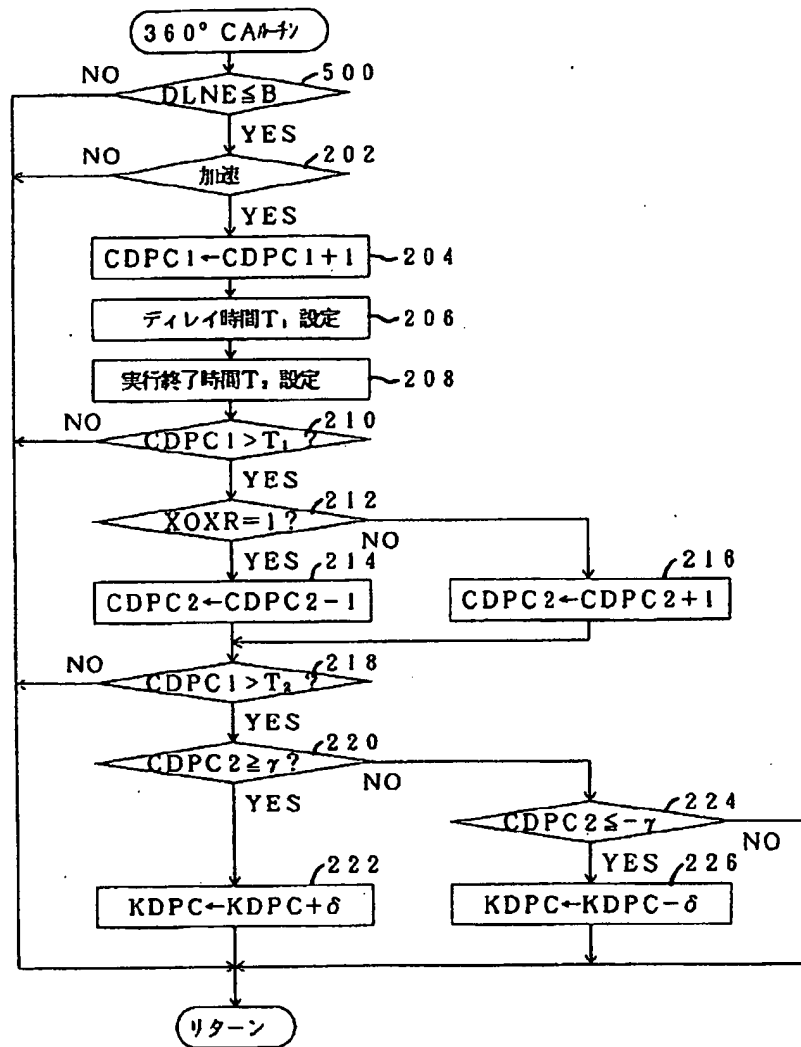 360° CAルーチン
500
NO
DLNE≦B
YES
202
NO
加速
YES
CDPC1←CDPC1+1
204
ディレイ時間T₁ 設定
206
実行終了時間T₂ 設定
208
210
NO
CDPC1>T₁ ?
YES
212
XOXR=1?
NO
YES
214
CDPC2←CDPC2-1
216
CDPC2←CDPC2+1
218
NO
CDPC1>T₂ ?
YES
220
CDPC2≧γ?
NO
YES
224
CDPC2≦-γ
NO
YES
222
KDPC←KDPC+δ
226
KDPC←KDPC-δ
リターン